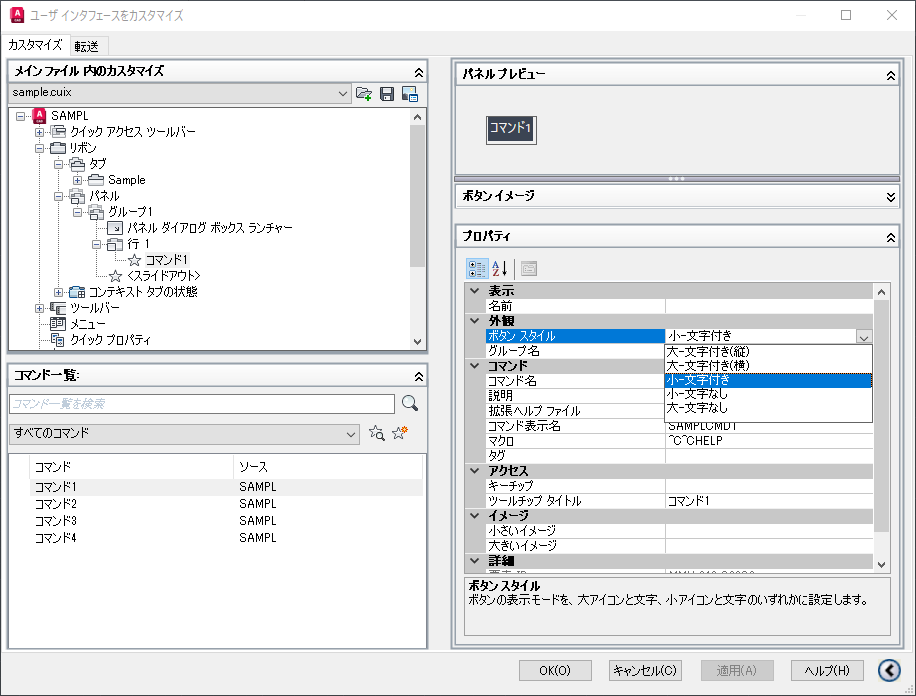 ユーザ インタフェースをカスタマイズ
カスタマイズ
転送
メイン ファイル 内のカスタマイズ
sample.cuix
SAMPL
クイック アクセス ツールバー
リボン
タブ
Sample
パネル
グループ1
パネル ダイアログ ボックス ランチャー
行 1
コマンド1
<スライドアウト>
コンテキスト タブの状態
ツールバー
メニュー
クイック プロパティ
コマンド一覧:
コマンド一覧を検索
すべてのコマンド
コマンド ソース
コマンド1 SAMPL
コマンド2 SAMPL
コマンド3 SAMPL
コマンド4 SAMPL
パネル プレビュー
コマンド1
ボタン イメージ
プロパティ
表示
名前
外観
ボタン スタイル 小-文字付き
グループ名
大-文字付き(縦)
大-文字付き(横)
小-文字付き
小-文字なし
大-文字なし
コマンド
コマンド名
説明
拡張ヘルプ ファイル
コマンド表示名 SAMPLCMD1
マクロ ^C^CHELP
タグ
アクセス
キーチップ
ツールチップ タイトル コマンド1
イメージ
小さいイメージ
大きいイメージ
詳細
ボタン スタイル
ボタンの表示モードを、大アイコンと文字、小アイコンと文字のいずれかに設定します。
OK(O)
キャンセル(C)
適用(A)
ヘルプ(H)